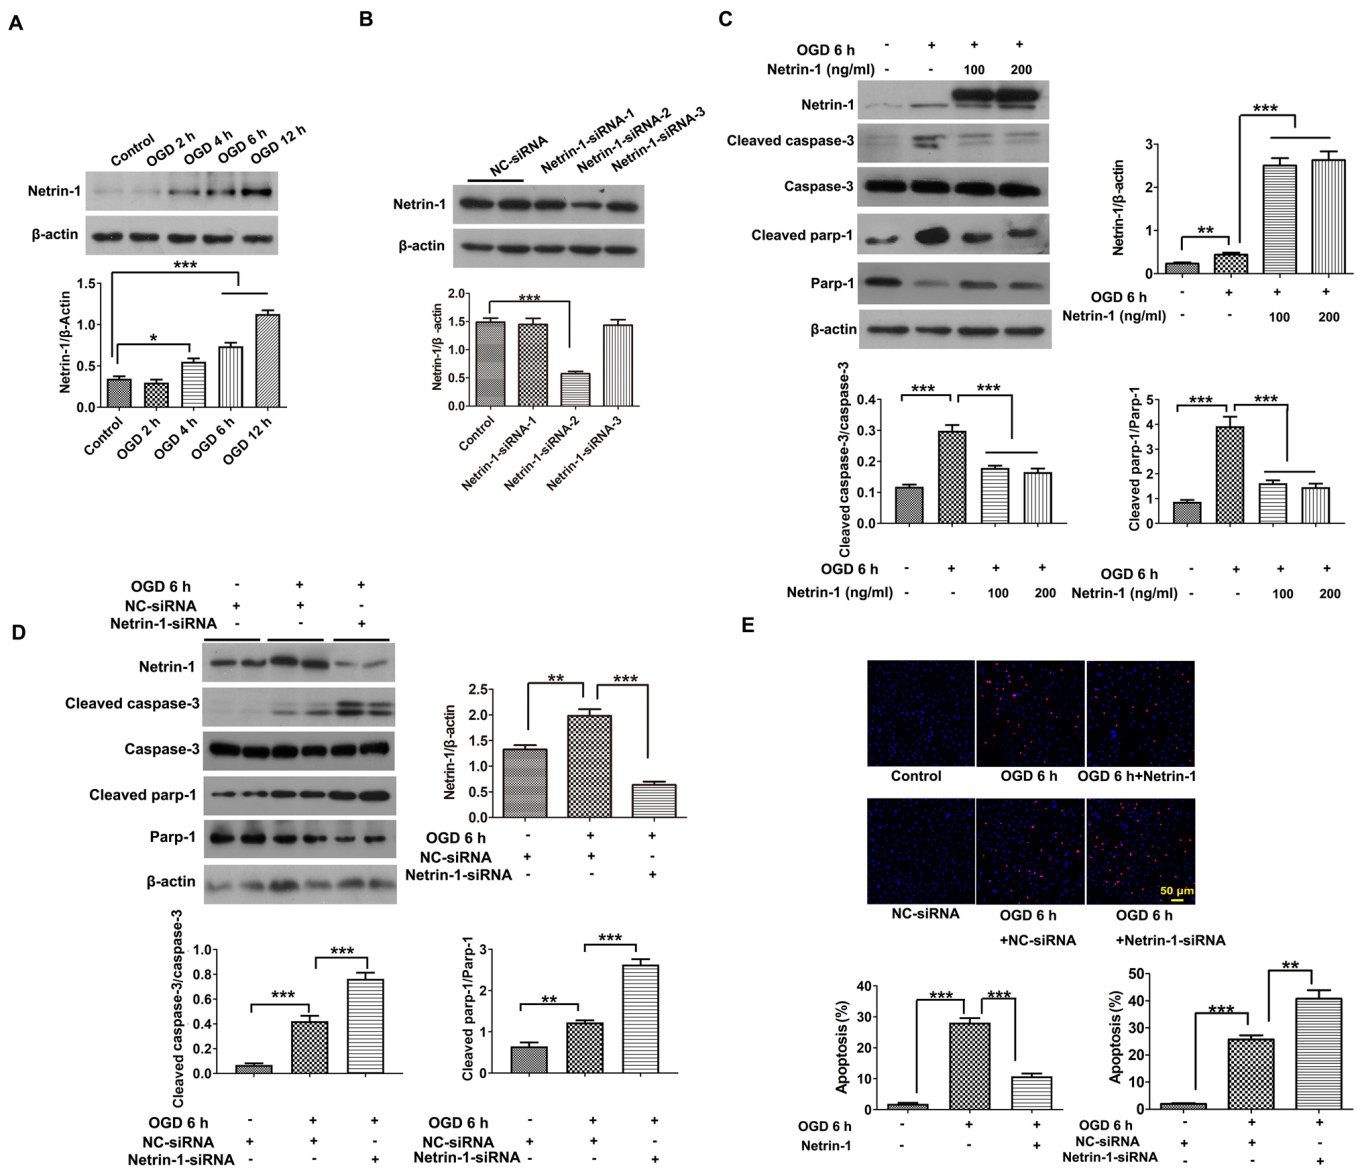 A
Control
OGD 2 h
OGD 4 h
OGD 6 h
OGD 12 h
Netrin-1
β-actin
***
*
Netrin-1/β-Actin
1.5
1.0
0.5
0.0
Control
OGD 2 h
OGD 4 h
OGD 6 h
OGD 12 h
B
NC-siRNA
Netrin-1-siRNA-1
Netrin-1-siRNA-2
Netrin-1-siRNA-3
Netrin-1
β-actin
***
Netrin-1/β -actin
2.0
1.5
1.0
0.5
0.0
Control
Netrin-1-siRNA-1
Netrin-1-siRNA-2
Netrin-1-siRNA-3
C
OGD 6 h - + + +
Netrin-1 (ng/ml) - - 100 200
Netrin-1
Cleaved caspase-3
Caspase-3
Cleaved parp-1
Parp-1
β-actin
***
**
Netrin-1/β-actin
3
2
1
0
OGD 6 h - + + +
Netrin-1 (ng/ml) - - 100 200
*** ***
Cleaved caspase-3/caspase-3
0.4
0.3
0.2
0.1
0.0
OGD 6 h - + + +
Netrin-1 (ng/ml) - - 100 200
*** ***
Cleaved parp-1/Parp-1
5
4
3
2
1
0
OGD 6 h - + + +
Netrin-1 (ng/ml) - - 100 200
D
OGD 6 h - + +
NC-siRNA + + -
Netrin-1-siRNA - - +
Netrin-1
Cleaved caspase-3
Caspase-3
Cleaved parp-1
Parp-1
β-actin
** ***
Netrin-1/β-actin
2.5
2.0
1.5
1.0
0.5
0.0
OGD 6 h - + +
NC-siRNA + + -
Netrin-1-siRNA - - +
***
***
Cleaved caspase-3/caspase-3
1.0
0.8
0.6
0.4
0.2
0.0
OGD 6 h - + +
NC-siRNA + + -
Netrin-1-siRNA - - +
***
**
Cleaved parp-1/Parp-1
3
2
1
0
OGD 6 h - + +
NC-siRNA + + -
Netrin-1-siRNA - - +
E
Control
OGD 6 h
OGD 6 h+Netrin-1
50 μm
NC-siRNA
OGD 6 h
+NC-siRNA
OGD 6 h
+Netrin-1-siRNA
*** ***
Apoptosis (%)
40
30
20
10
0
OGD 6 h - + +
Netrin-1 - - +
**
***
Apoptosis (%)
50
40
30
20
10
0
OGD 6 h - + +
NC-siRNA + + -
Netrin-1-siRNA - - +